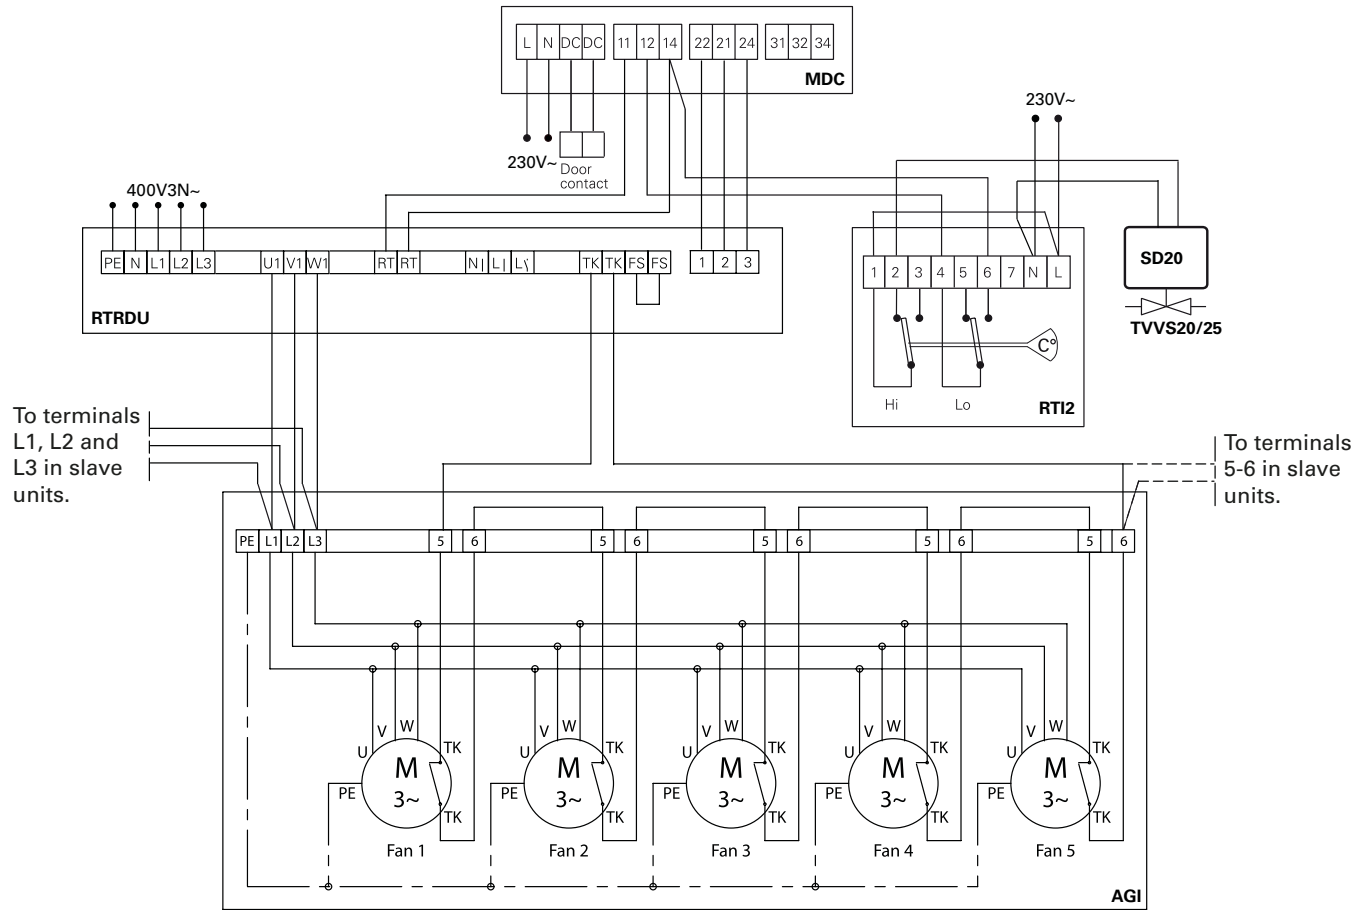 L N DC DC 11 12 14 22 21 24 31 32 34
MDC
230V~
Door
contact
230V~
400V3N~
PE N L1 L2 L3 U1 V1 W1 RT RT TK TK FS FS 1 2 3
RTRDU
1 2 3 4 5 6 7 N L
C°
Hi
Lo
RTI2
SD20
TVVS20/25
To terminals
L1, L2 and
L3 in slave
units.
To terminals
5-6 in slave
units.
PE L1 L2 L3 5 6 5 6 5 6 5 6 5 6
U V W TK
M
3~
PE
TK
Fan 1
U V W TK
M
3~
PE
TK
Fan 2
U V W TK
M
3~
PE
TK
Fan 3
U V W TK
M
3~
PE
TK
Fan 4
U V W TK
M
3~
PE
TK
Fan 5
AGI